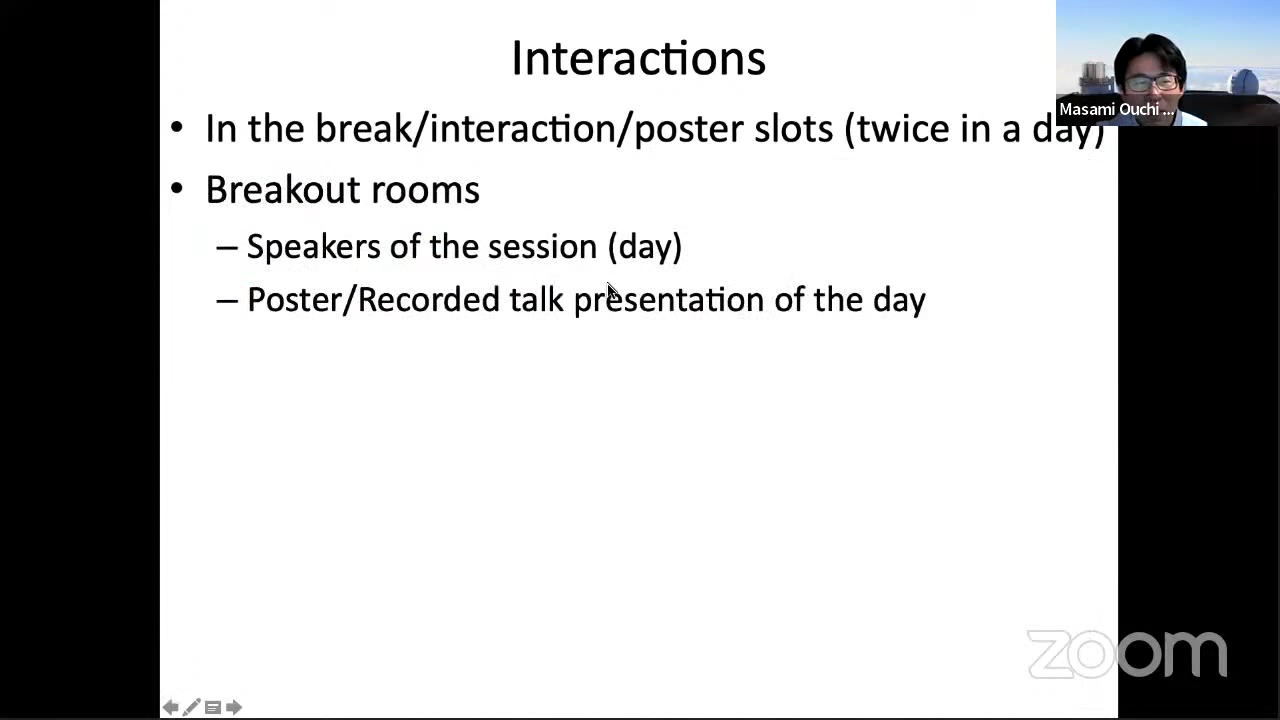 Interactions
• In the break/interaction/poster slots (twice in a day)
• Breakout rooms
– Speakers of the session (day)
– Poster/Recorded talk presentation of the day
Masami Ouchi ...
zoom